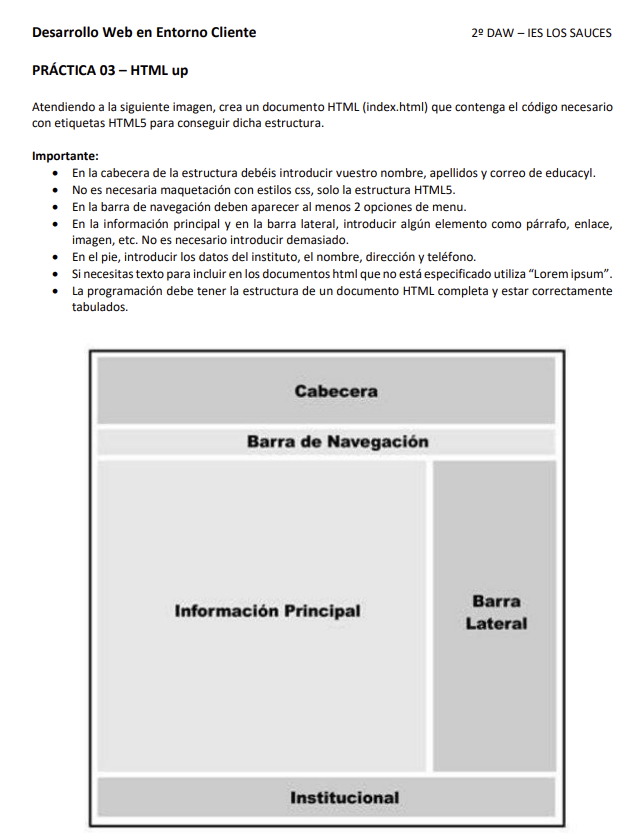 Desarrollo Web en Entorno Cliente 2º DAW – IES LOS SAUCES
PRÁCTICA 03 – HTML up
Atendiendo a la siguiente imagen, crea un documento HTML (index.html) que contenga el código necesario
con etiquetas HTML5 para conseguir dicha estructura.
Importante:
• En la cabecera de la estructura debéis introducir vuestro nombre, apellidos y correo de educacyl.
• No es necesaria maquetación con estilos css, solo la estructura HTML5.
• En la barra de navegación deben aparecer al menos 2 opciones de menu.
• En la información principal y en la barra lateral, introducir algún elemento como párrafo, enlace,
imagen, etc. No es necesario introducir demasiado.
• En el pie, introducir los datos del instituto, el nombre, dirección y teléfono.
• Si necesitas texto para incluir en los documentos html que no está especificado utiliza “Lorem ipsum”.
• La programación debe tener la estructura de un documento HTML completa y estar correctamente
tabulados.
Cabecera
Barra de Navegación
Información Principal
Barra
Lateral
Institucional